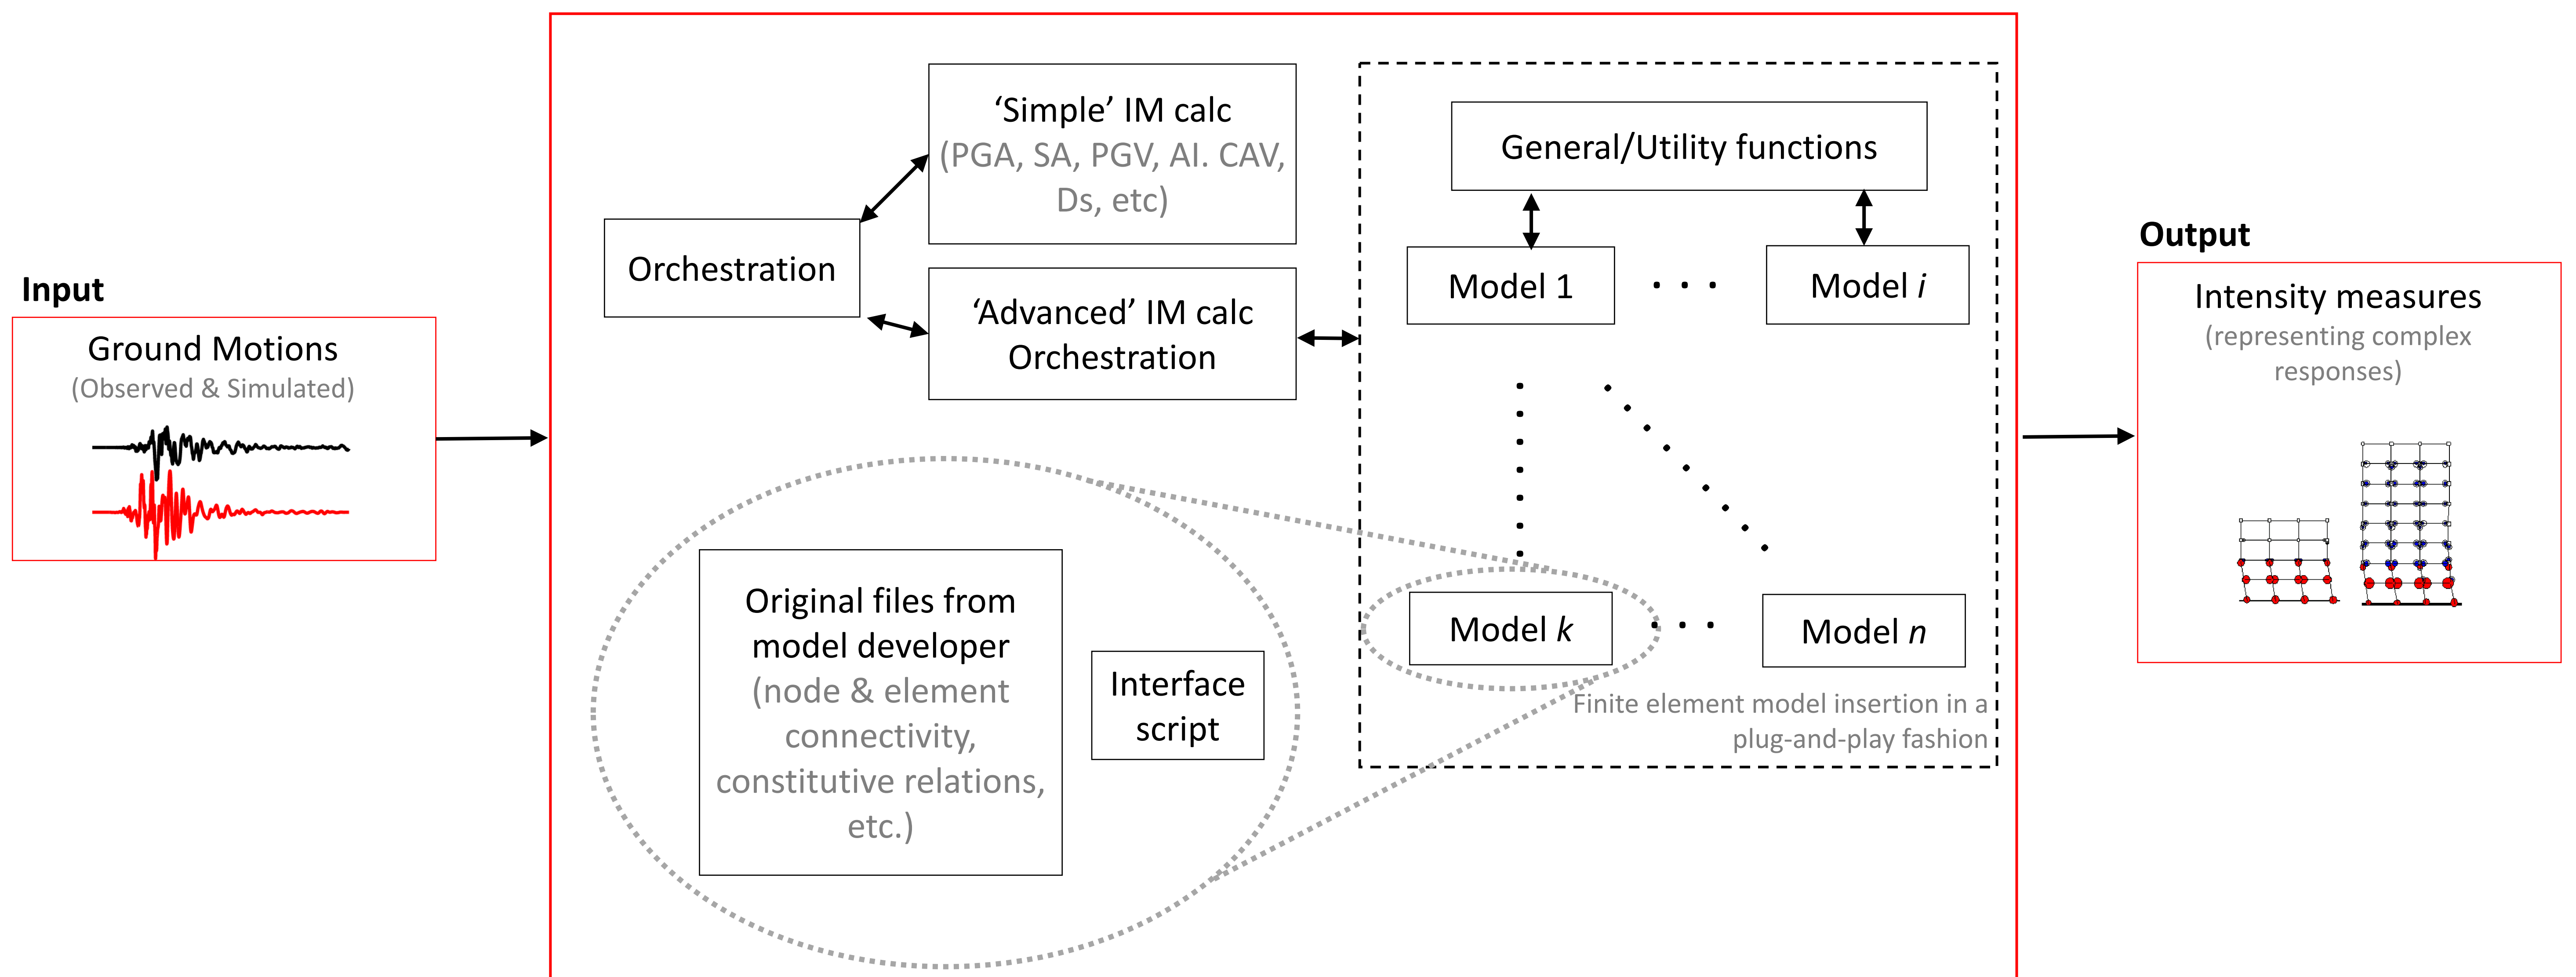 Input
Ground Motions
(Observed & Simulated)
Orchestration
‘Simple’ IM calc
(PGA, SA, PGV, AI. CAV,
Ds, etc)
‘Advanced’ IM calc
Orchestration
General/Utility functions
Model 1
. . .
Model i
Model k
. . .
Model n
Finite element model insertion in a
plug-and-play fashion
Original files from
model developer
(node & element
connectivity,
constitutive relations,
etc.)
Interface
script
Output
Intensity measures
(representing complex
responses)